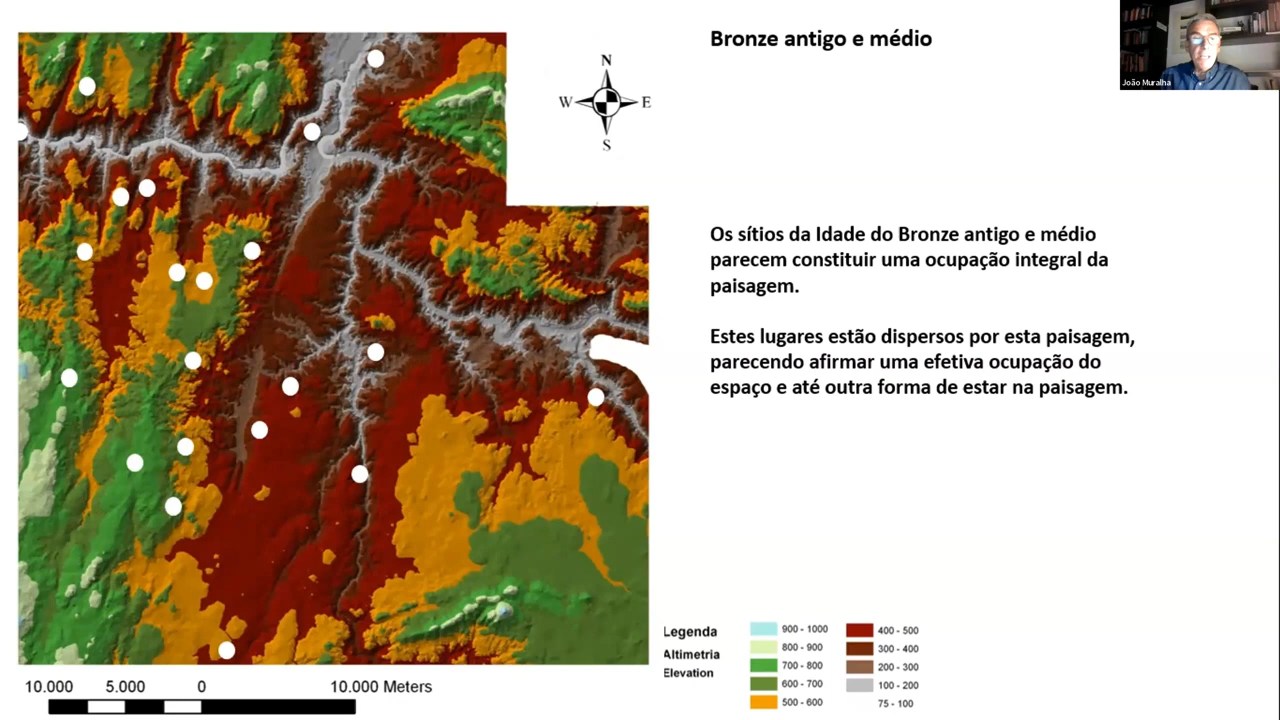 Bronze antigo e médio
João Muralha
N
W
E
S
Os sítios da Idade do Bronze antigo e médio
parecem constituir uma ocupação integral da
paisagem.
Estes lugares estão dispersos por esta paisagem,
parecendo afirmar uma efetiva ocupação do
espaço e até outra forma de estar na paisagem.
Legenda
Altimetria
Elevation
900 - 1000
800 - 900
700 - 800
600 - 700
500 - 600
400 - 500
300 - 400
200 - 300
100 - 200
75 - 100
10.000 5.000 0 10.000 Meters